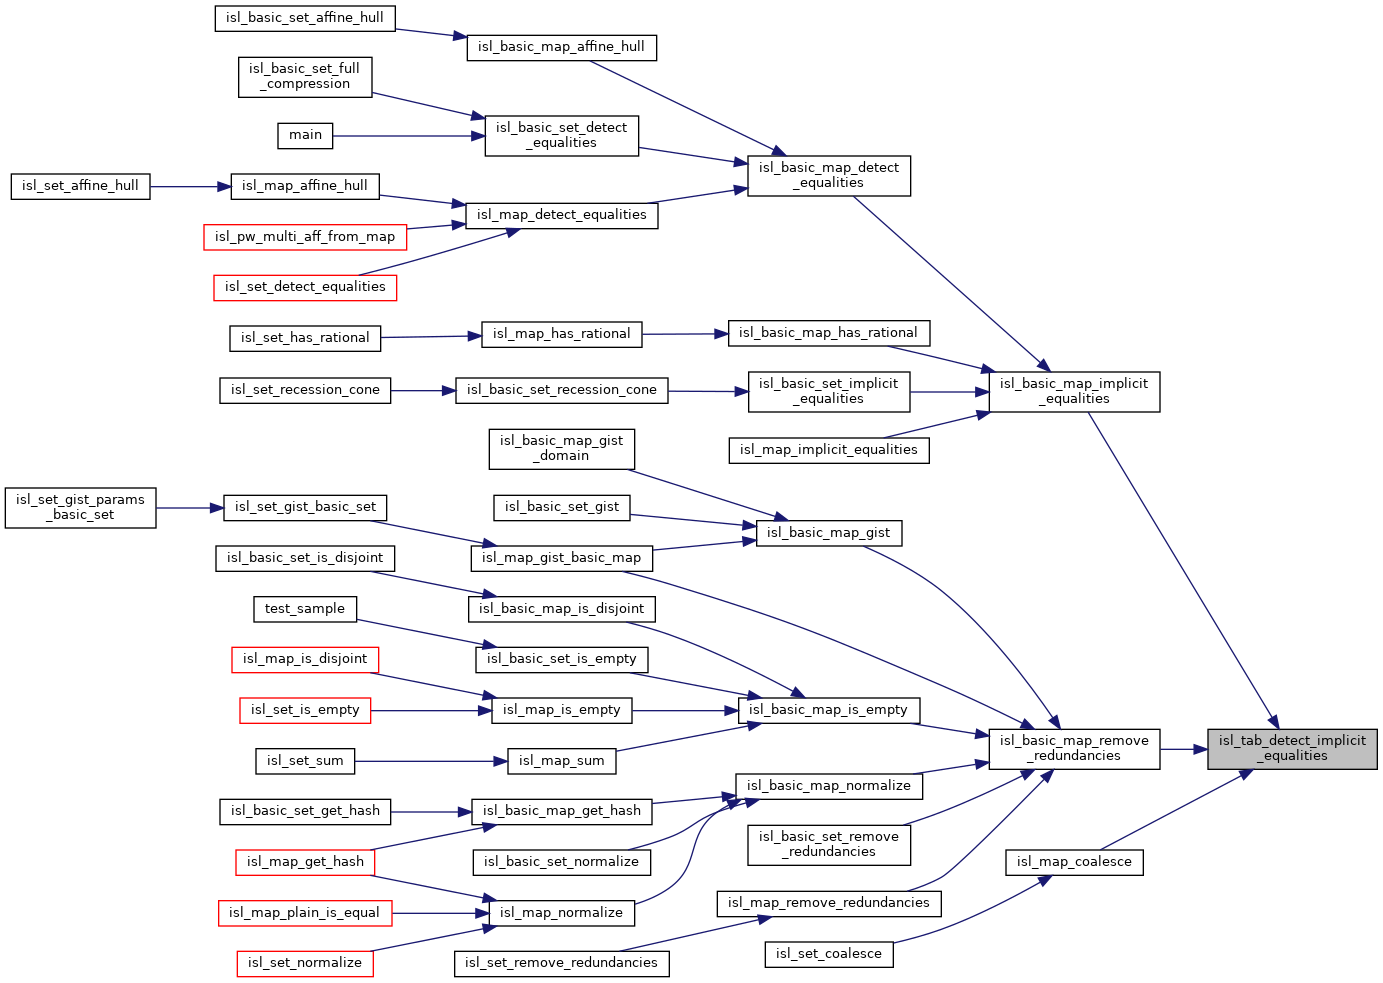 isl_basic_set_affine_hull
isl_basic_map_affine_hull
isl_basic_set_full
_compression
main
isl_basic_set_detect
_equalities
isl_basic_map_detect
_equalities
isl_set_affine_hull
isl_map_affine_hull
isl_map_detect_equalities
isl_pw_multi_aff_from_map
isl_set_detect_equalities
isl_set_has_rational
isl_map_has_rational
isl_basic_map_has_rational
isl_set_recession_cone
isl_basic_set_recession_cone
isl_basic_set_implicit
_equalities
isl_basic_map_implicit
_equalities
isl_map_implicit_equalities
isl_basic_map_gist
_domain
isl_set_gist_params
_basic_set
isl_set_gist_basic_set
isl_basic_set_gist
isl_basic_map_gist
isl_map_gist_basic_map
isl_basic_set_is_disjoint
isl_basic_map_is_disjoint
test_sample
isl_basic_set_is_empty
isl_map_is_disjoint
isl_set_is_empty
isl_map_is_empty
isl_basic_map_is_empty
isl_set_sum
isl_map_sum
isl_basic_map_remove
_redundancies
isl_tab_detect_implicit
_equalities
isl_basic_map_normalize
isl_basic_set_get_hash
isl_basic_map_get_hash
isl_basic_set_remove
_redundancies
isl_map_get_hash
isl_basic_set_normalize
isl_map_coalesce
isl_map_plain_is_equal
isl_map_normalize
isl_map_remove_redundancies
isl_set_normalize
isl_set_remove_redundancies
isl_set_coalesce